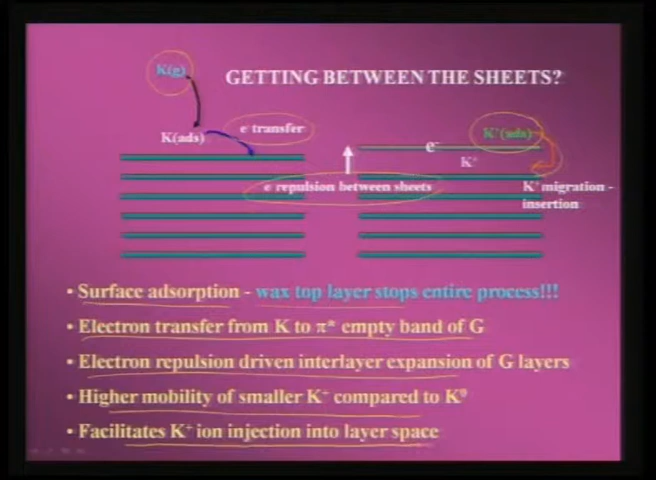 K(g)
GETTING BETWEEN THE SHEETS?
K(ads)
e⁻ transfer
K⁺(ads)
e⁻
K⁺
e⁻ repulsion between sheets
K⁺ migration -
insertion
• Surface adsorption - wax top layer stops entire process!!!
• Electron transfer from K to π* empty band of G
• Electron repulsion driven interlayer expansion of G layers
• Higher mobility of smaller K⁺ compared to K⁰
• Facilitates K⁺ ion injection into layer space